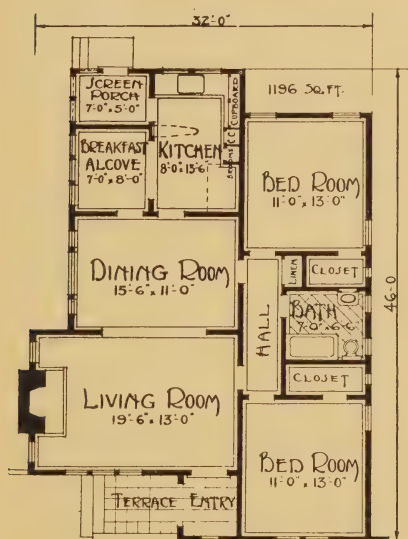 32'-0"
SCREEN
PORCH
7'-0" x 5'-0"
1196 SQ. FT.
CUPBOARD
BREAKFAST
ALCOVE
7'-0" x 8'-0"
KITCHEN
8'-0" x 13'-6"
BROOMS
BED ROOM
11'-0" x 13'-0"
DINING ROOM
15'-6" x 11'-0"
LINEN
CLOSET
HALL
BATH
7'-0" x 6'-6"
46'-0"
LIVING ROOM
19'-6" x 13'-0"
CLOSET
BED ROOM
11'-0" x 13'-0"
TERRACE
ENTRY